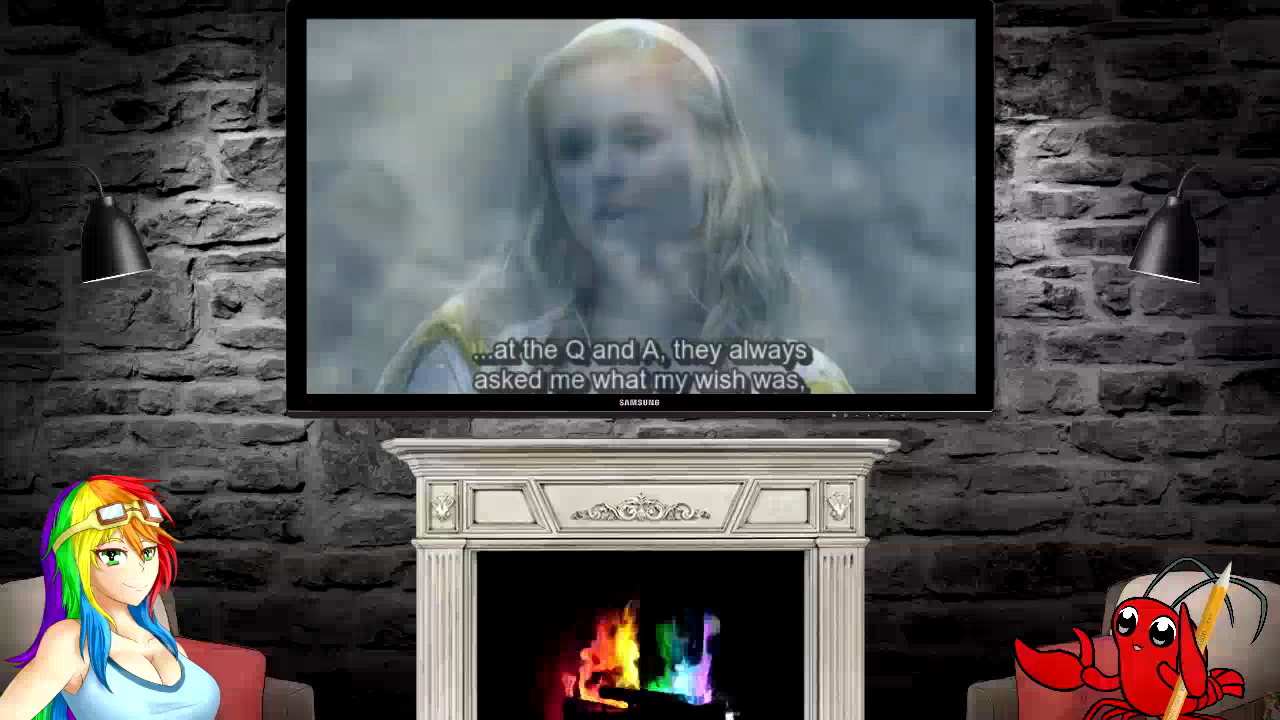 ...at the Q and A, they always
asked me what my wish was,
SAMSUNG